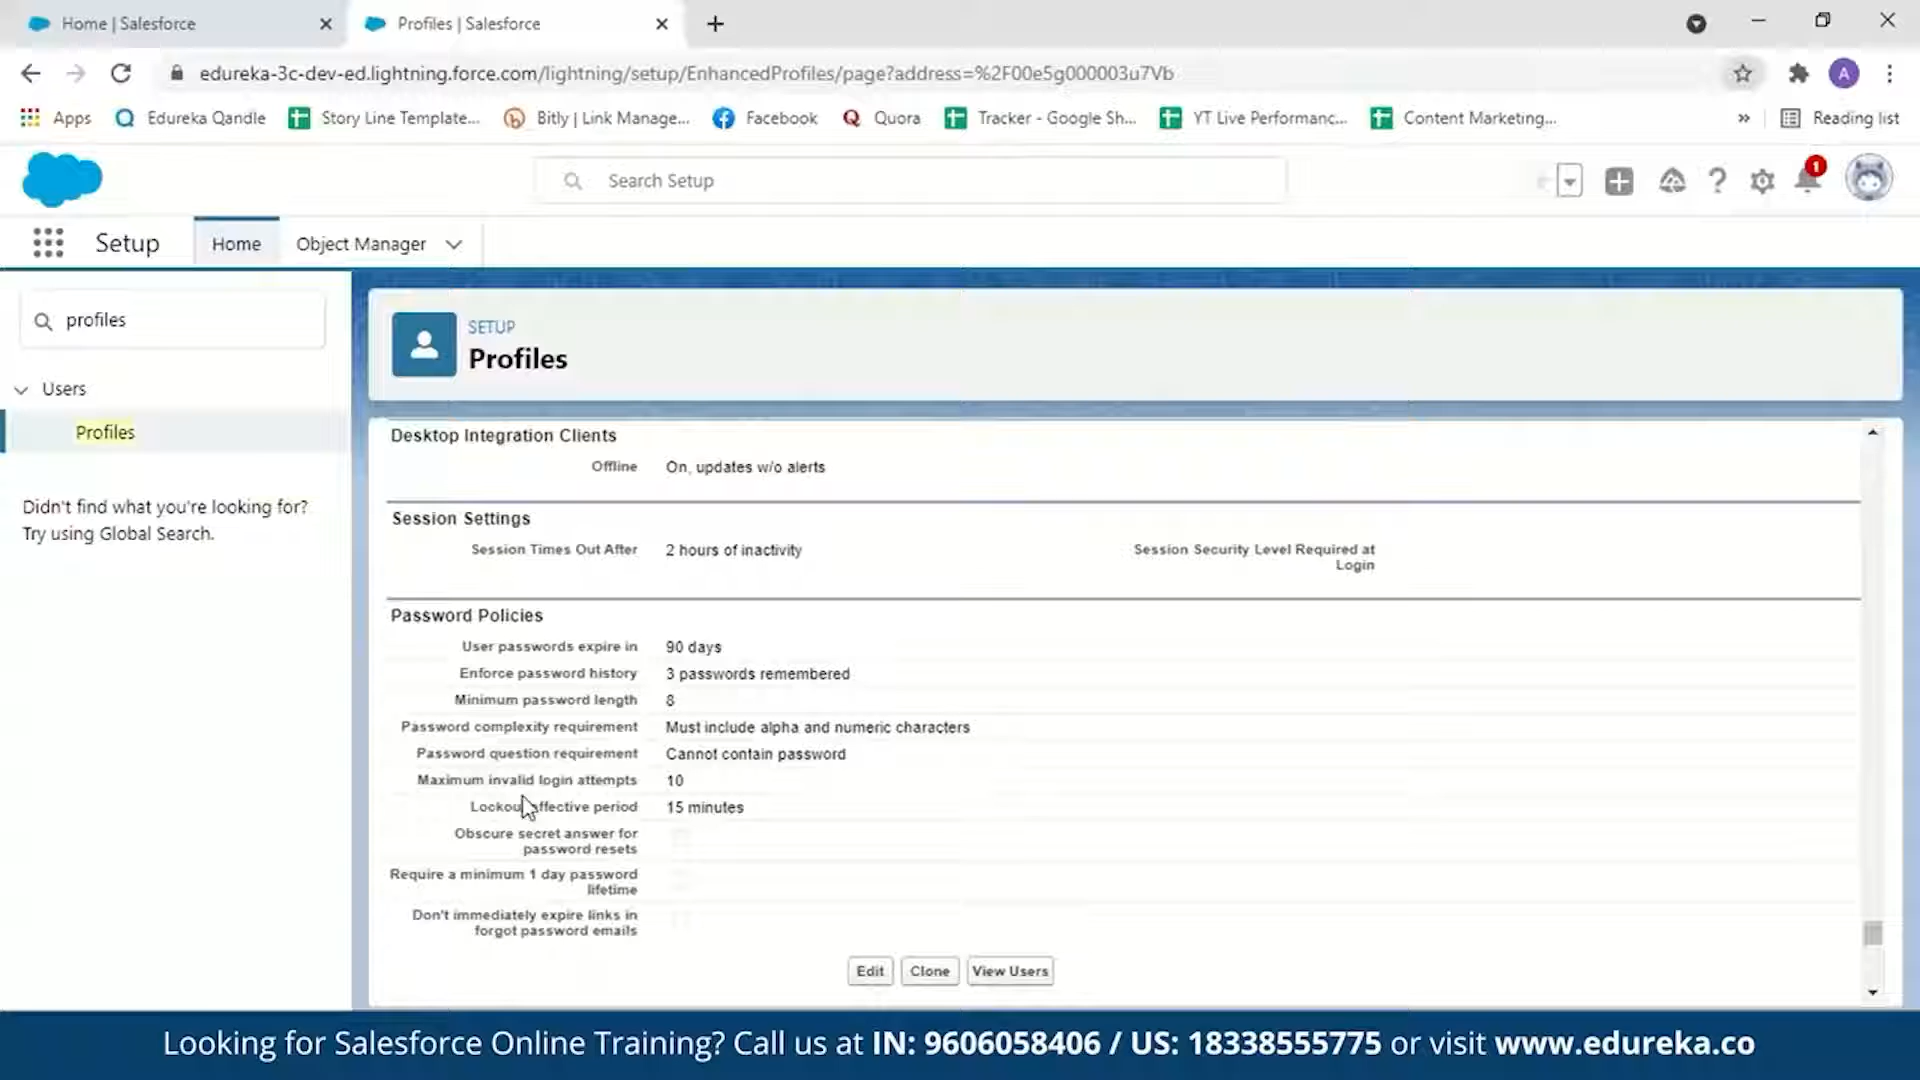 Home | Salesforce
Profiles | Salesforce
edureka-3c-dev-ed.lightning.force.com/lightning/setup/EnhancedProfiles/page?address=%2F00e5g000003u7Vb
A
Apps
Edureka Qandle
Story Line Template...
Bitly | Link Manage...
Facebook
Quora
Tracker - Google Sh...
YT Live Performanc...
Content Marketing...
»
Reading list
Search Setup
1
Setup
Home
Object Manager
profiles
Users
Profiles
Didn't find what you're looking for?
Try using Global Search.
SETUP
Profiles
Desktop Integration Clients
Offline On, updates w/o alerts
Session Settings
Session Times Out After 2 hours of inactivity Session Security Level Required at
Login
Password Policies
User passwords expire in 90 days
Enforce password history 3 passwords remembered
Minimum password length 8
Password complexity requirement Must include alpha and numeric characters
Password question requirement Cannot contain password
Maximum invalid login attempts 10
Lockout effective period 15 minutes
Obscure secret answer for
password resets
Require a minimum 1 day password
lifetime
Don't immediately expire links in
forgot password emails
Edit Clone View Users
Looking for Salesforce Online Training? Call us at IN: 9606058406 / US: 18338555775 or visit www.edureka.co